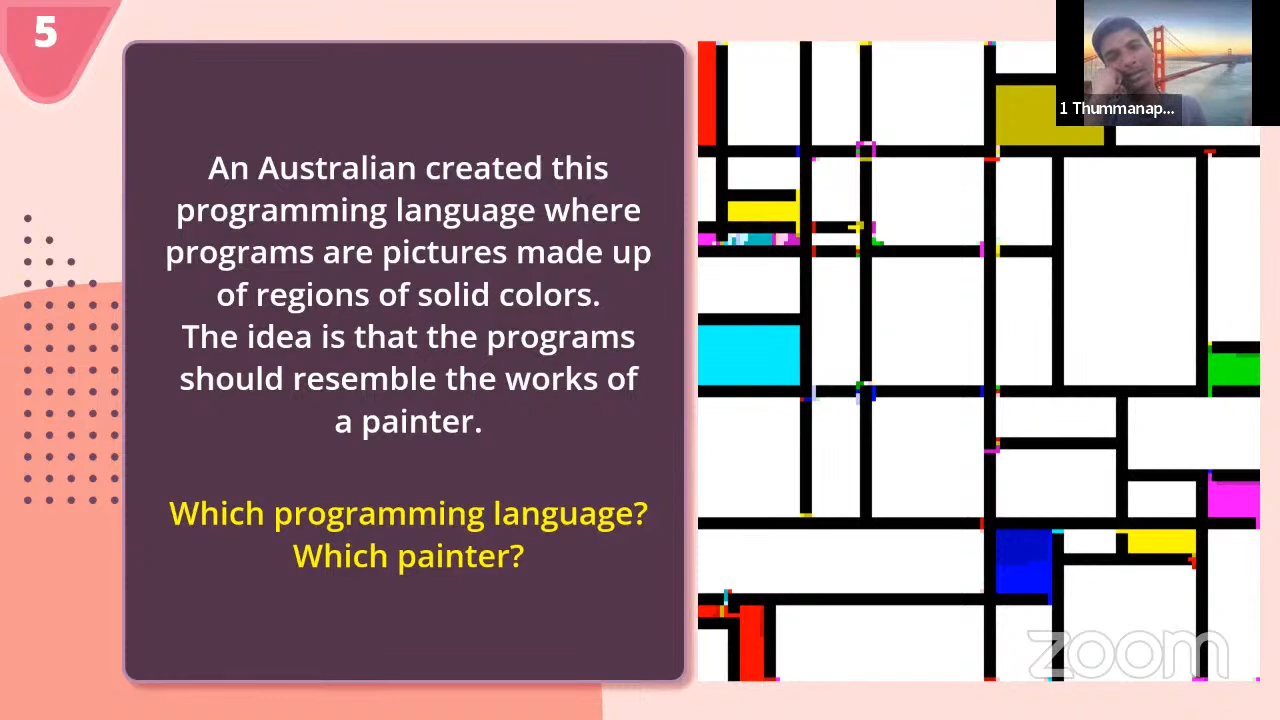 5
An Australian created this
programming language where
programs are pictures made up
of regions of solid colors.
The idea is that the programs
should resemble the works of
a painter.
Which programming language?
Which painter?
1 Thummanap...
zoom